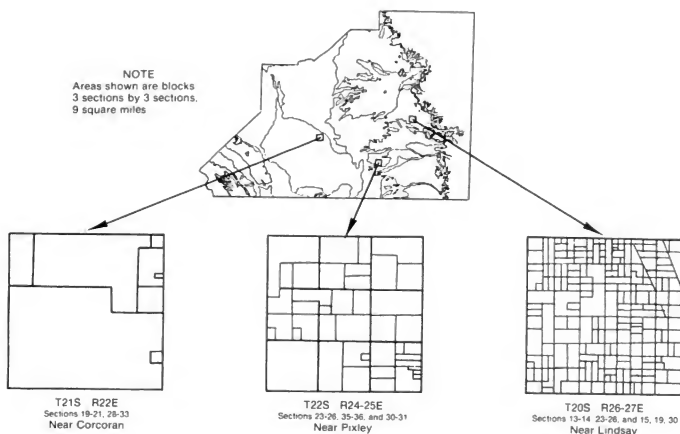 NOTE
Areas shown are blocks
3 sections by 3 sections,
9 square miles
T21S R22E
Sections 19-21, 28-33
Near Corcoran
T22S R24-25E
Sections 23-26, 35-36, and 30-31
Near Pixley
T20S R26-27E
Sections 13-14 23-26, and 15, 19, 30
Near Lindsay